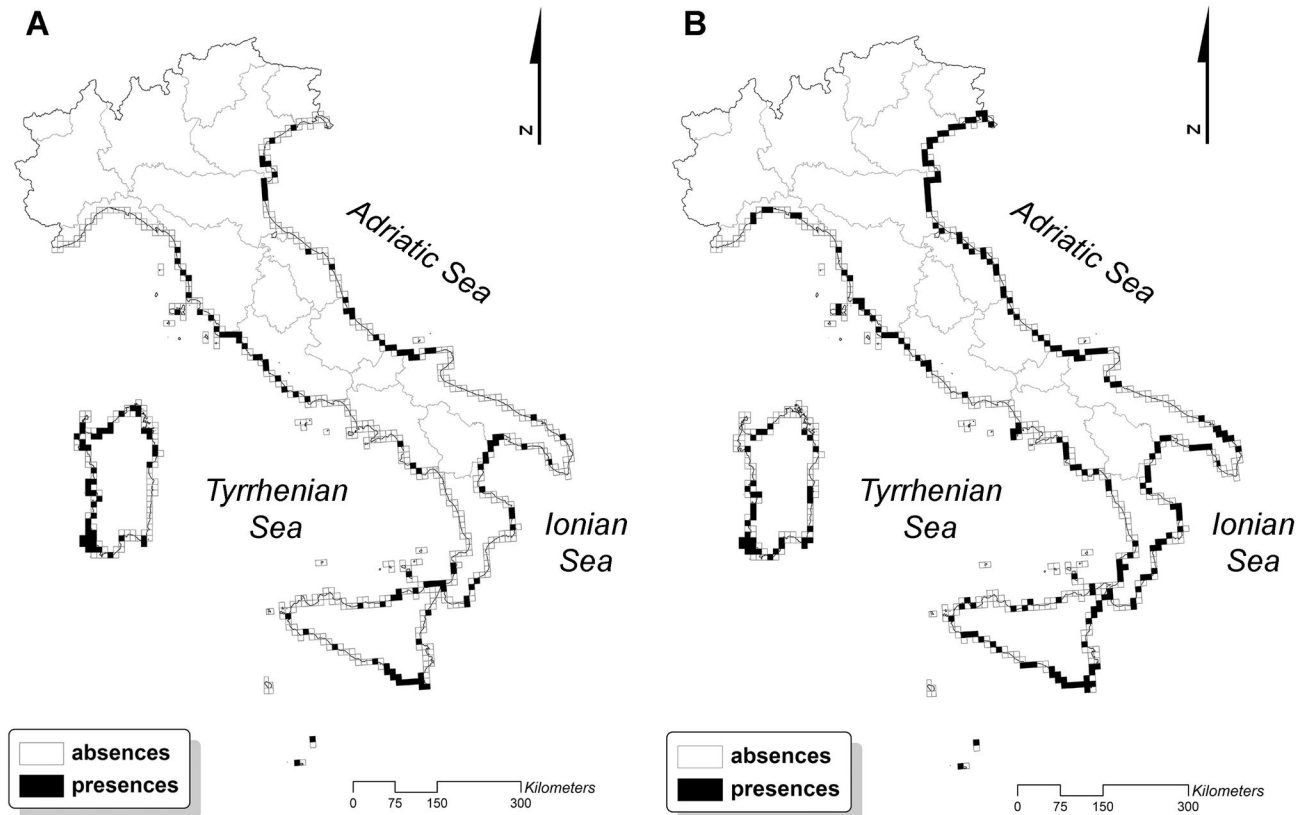 A
N
Adriatic Sea
Tyrrhenian
Sea
Ionian
Sea
absences
presences
Kilometers
0 75 150 300
B
N
Adriatic Sea
Tyrrhenian
Sea
Ionian
Sea
absences
presences
Kilometers
0 75 150 300